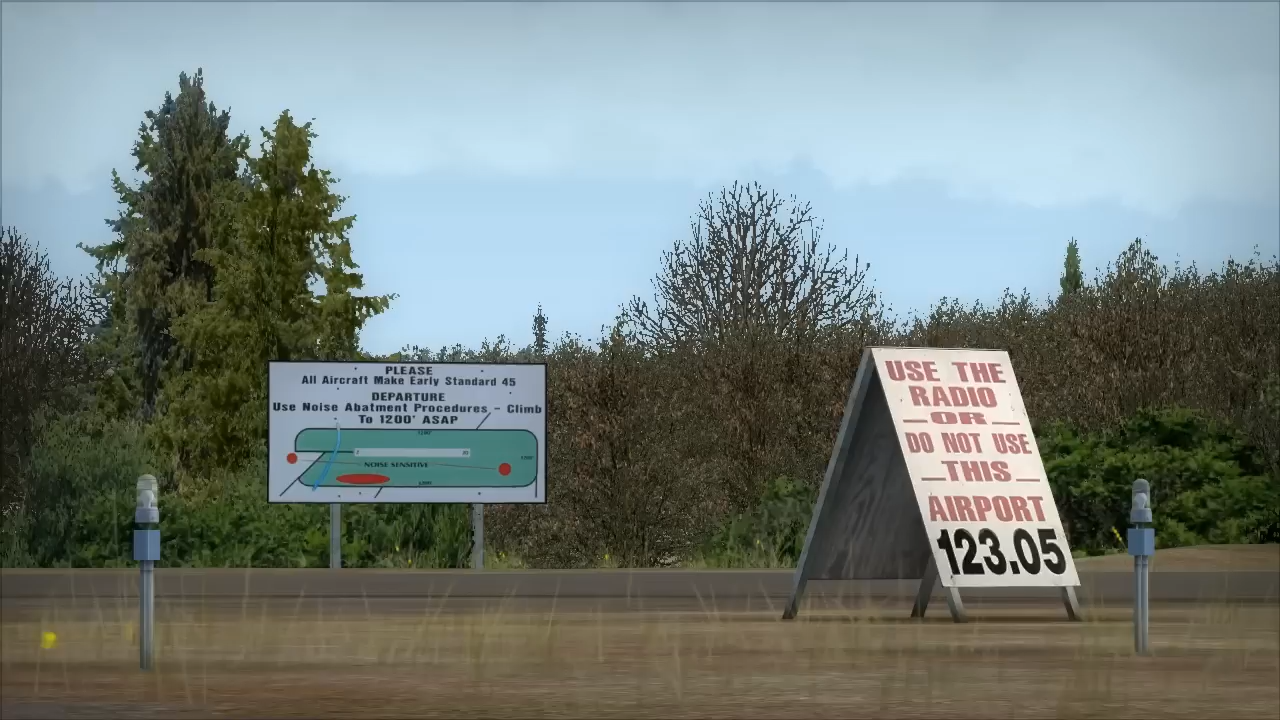 PLEASE
All Aircraft Make Early Standard 45
DEPARTURE
Use Noise Abatment Procedures - Climb
To 1200' ASAP
NOISE SENSITIVE
USE THE
RADIO
OR
DO NOT USE
THIS
AIRPORT
123.05